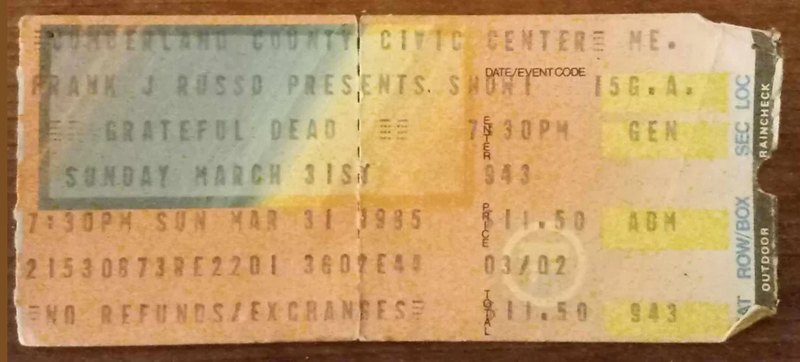 ≡CUMBERLAND COUNTY CIVIC CENTER≡ ME.
FRANK J RUSSO PRESENTS. SHOW1 15G.A.
DATE/EVENT CODE
≡≡ GRATEFUL DEAD ≡≡ 7:30PM GEN
ENTER
SUNDAY MARCH 31ST 943
7:30PM SUN MAR 31 1985 $11.50 ADM
PRICE
21530873RE22D1 03/02
≡NO REFUNDS/EXCHANGES≡ $11.50 943
TOTAL
SEC LOC
ROW/BOX
RAINCHECK
OUTDOOR